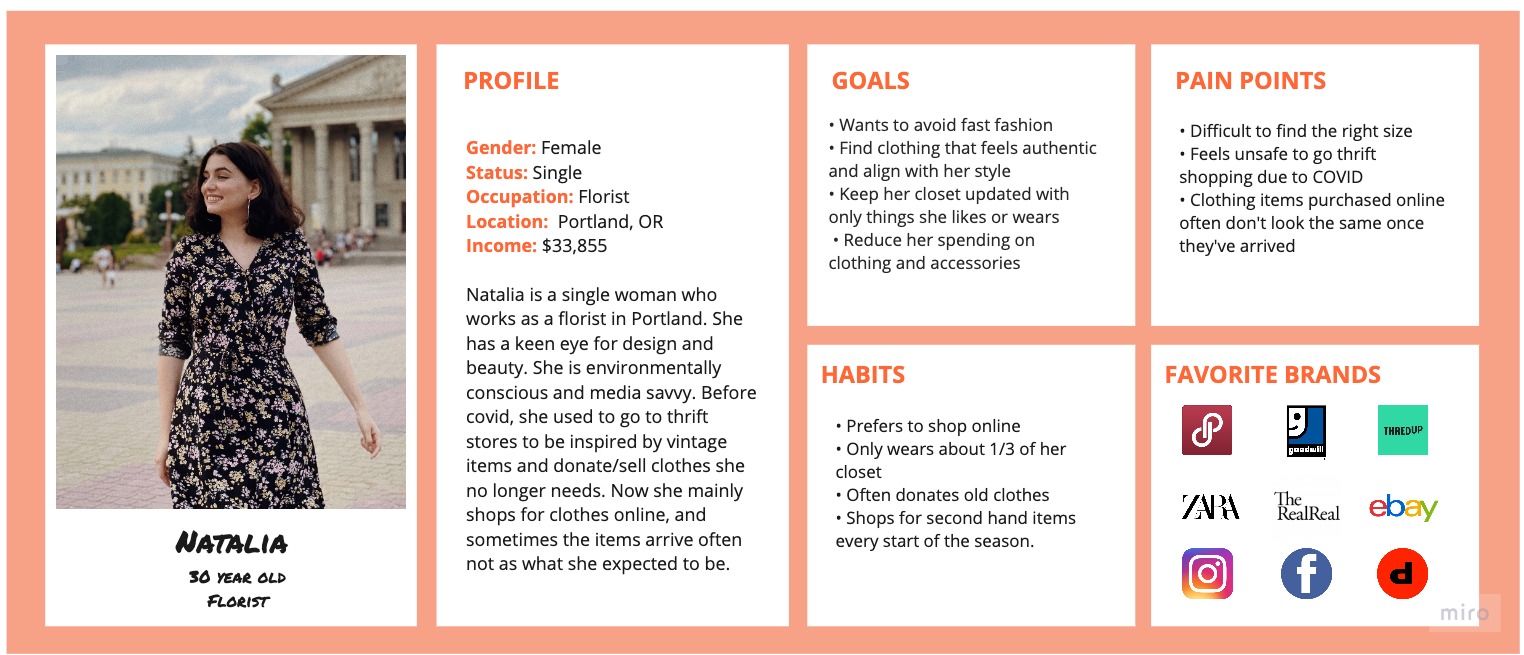 Natalia
30 year old
Florist
PROFILE
Gender: Female
Status: Single
Occupation: Florist
Location:  Portland, OR
Income: $33,855
Natalia is a single woman who
works as a florist in Portland. She
has a keen eye for design and
beauty. She is environmentally
conscious and media savvy. Before
covid, she used to go to thrift
stores to be inspired by vintage
items and donate/sell clothes she
no longer needs. Now she mainly
shops for clothes online, and
sometimes the items arrive often
not as what she expected to be.
GOALS
• Wants to avoid fast fashion
• Find clothing that feels authentic
and align with her style
• Keep her closet updated with
only things she likes or wears
• Reduce her spending on
clothing and accessories
PAIN POINTS
• Difficult to find the right size
• Feels unsafe to go thrift
shopping due to COVID
• Clothing items purchased online
often don't look the same once
they've arrived
HABITS
• Prefers to shop online
• Only wears about 1/3 of her
closet
• Often donates old clothes
• Shops for second hand items
every start of the season.
FAVORITE BRANDS
goodwill
THREDUP
ZARA
The
RealReal
ebay
f
d
miro